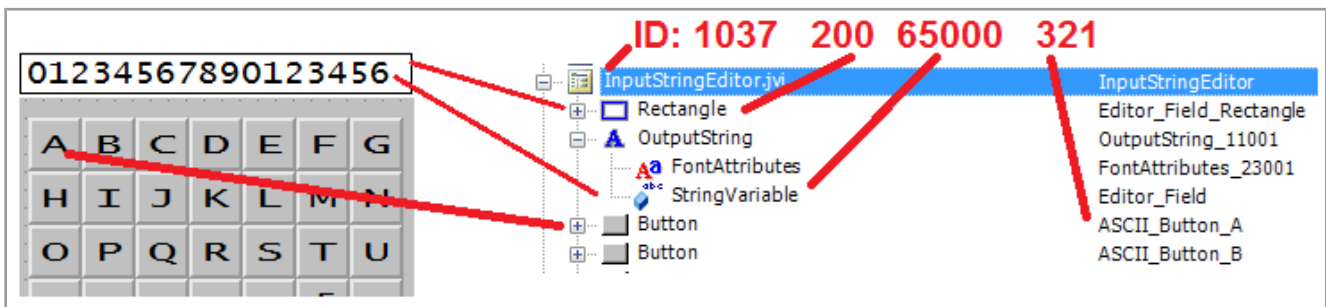 ID: 1037 200 65000 321
01234567890123456
InputStringEditor.jvi InputStringEditor
Rectangle Editor_Field_Rectangle
A B C D E F G
OutputString OutputString_11001
FontAttributes FontAttributes_23001
H I J K L M N
StringVariable Editor_Field
Button ASCII_Button_A
O P Q R S T U
Button ASCII_Button_B